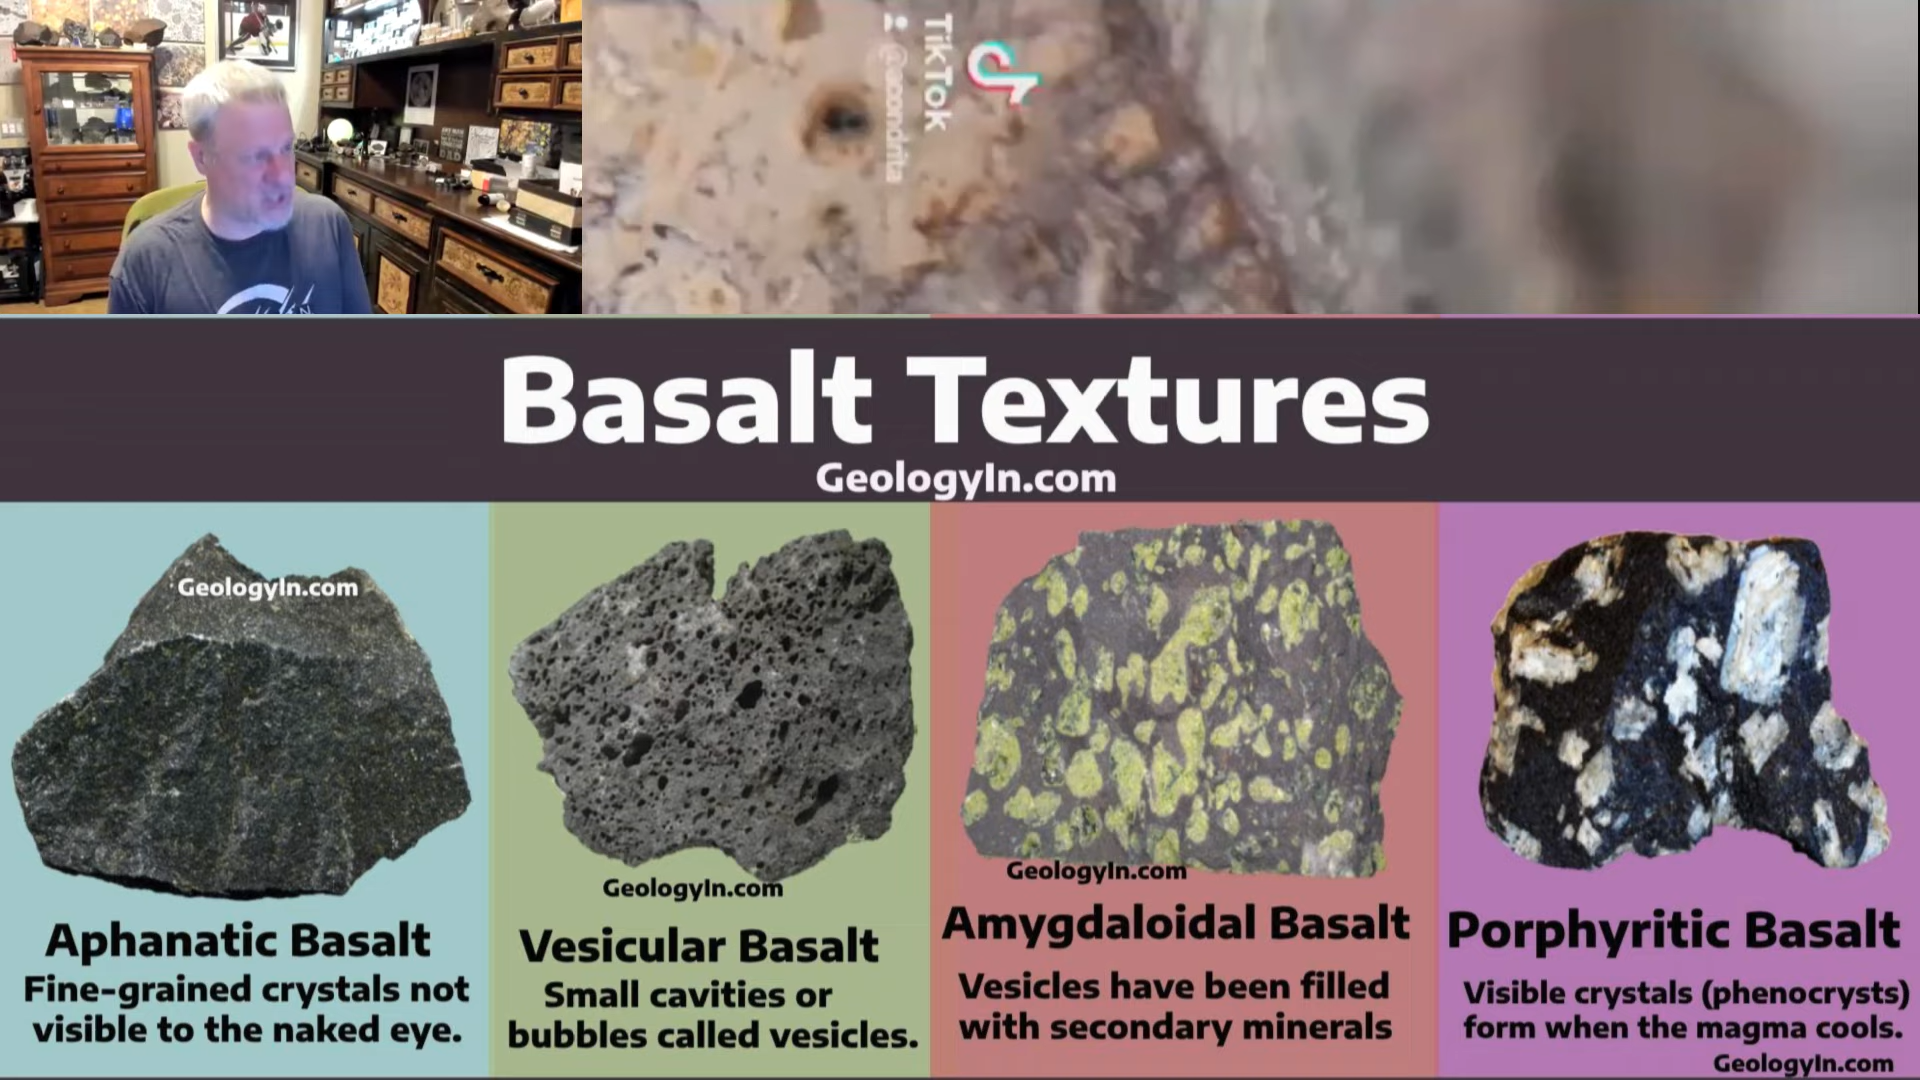 TikTok
Basalt Textures
GeologyIn.com
GeologyIn.com
Aphanatic Basalt
Fine-grained crystals not
visible to the naked eye.
GeologyIn.com
Vesicular Basalt
Small cavities or
bubbles called vesicles.
GeologyIn.com
Amygdaloidal Basalt
Vesicles have been filled
with secondary minerals
Porphyritic Basalt
Visible crystals (phenocrysts)
form when the magma cools.
GeologyIn.com